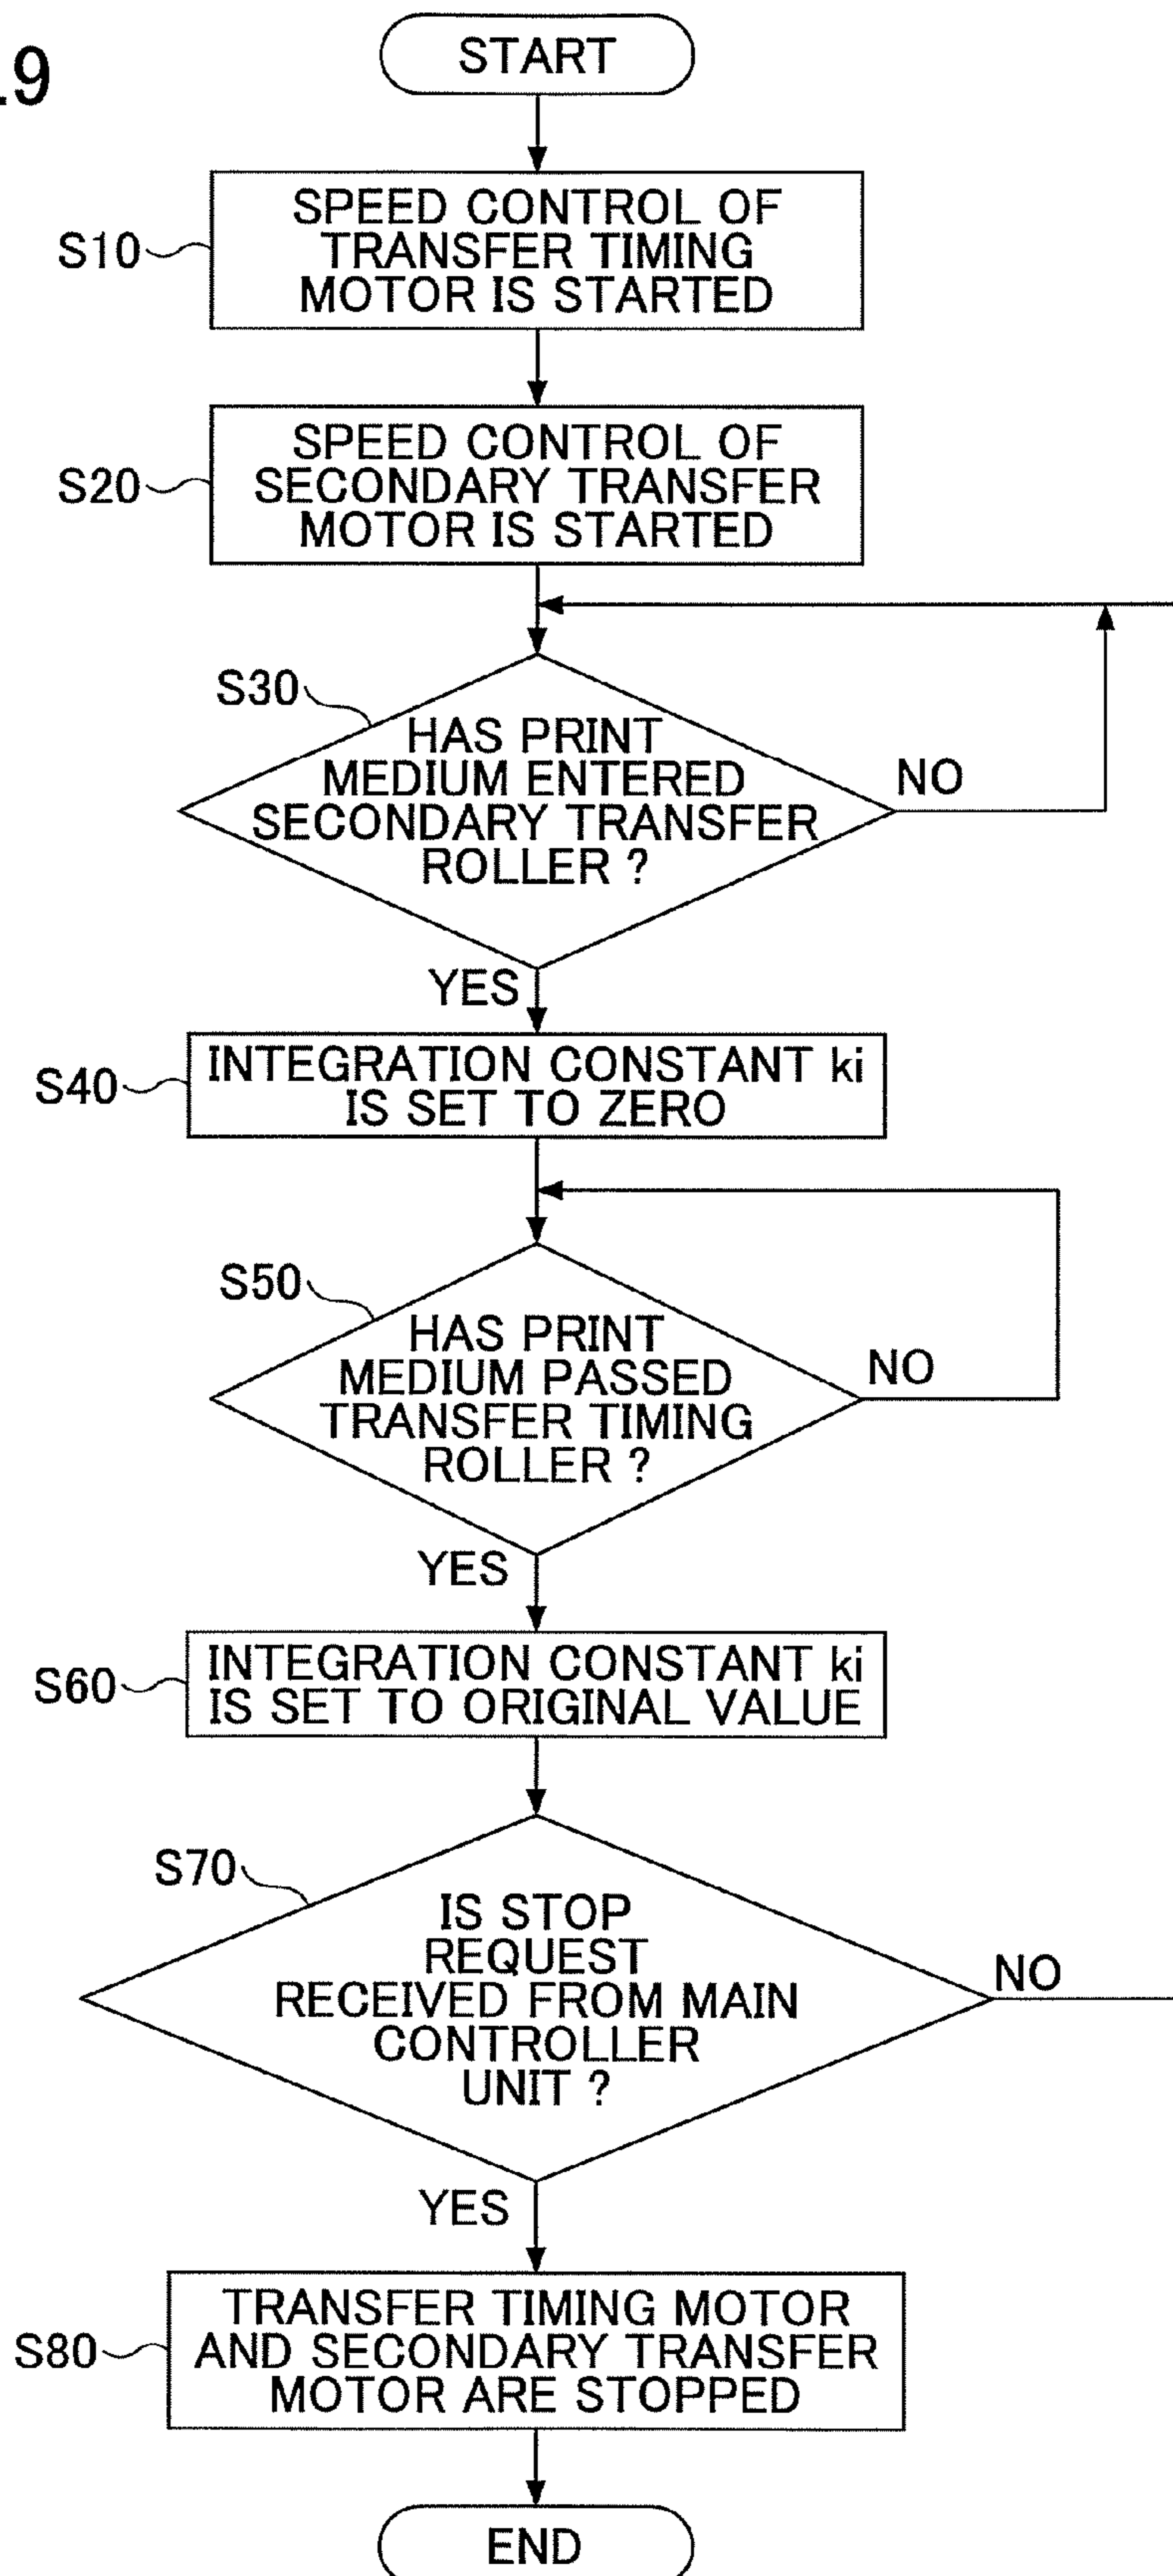 .9
START
S10
SPEED CONTROL OF
TRANSFER TIMING
MOTOR IS STARTED
S20
SPEED CONTROL OF
SECONDARY TRANSFER
MOTOR IS STARTED
S30
HAS PRINT
MEDIUM ENTERED
SECONDARY TRANSFER
ROLLER ?
NO
YES
S40
INTEGRATION CONSTANT ki
IS SET TO ZERO
S50
HAS PRINT
MEDIUM PASSED
TRANSFER TIMING
ROLLER ?
NO
YES
S60
INTEGRATION CONSTANT ki
IS SET TO ORIGINAL VALUE
S70
IS STOP
REQUEST
RECEIVED FROM MAIN
CONTROLLER
UNIT ?
NO
YES
S80
TRANSFER TIMING MOTOR
AND SECONDARY TRANSFER
MOTOR ARE STOPPED
END